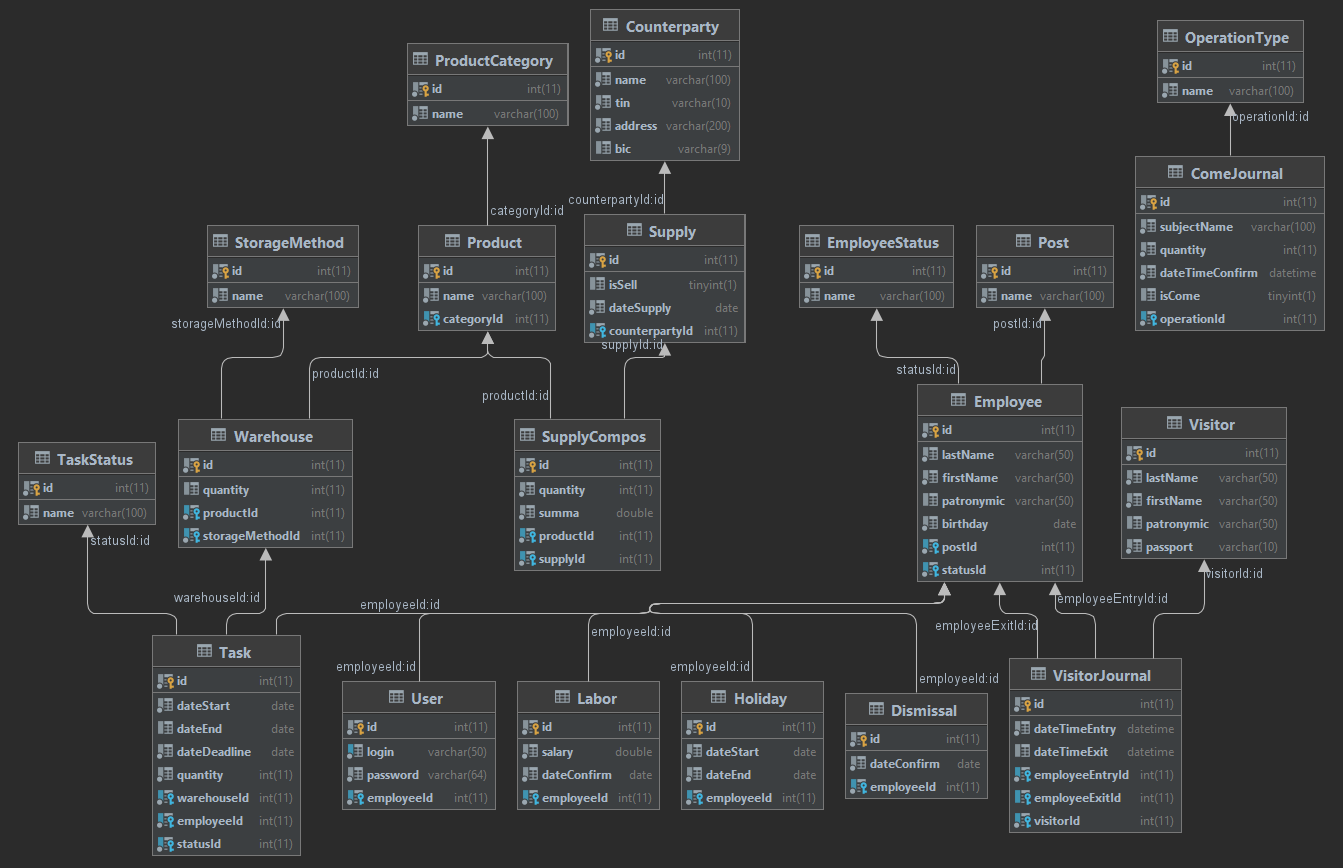 Counterparty
id int(11)
name varchar(100)
tin varchar(10)
address varchar(200)
bic varchar(9)
OperationType
id int(11)
name varchar(100)
ProductCategory
id int(11)
name varchar(100)
operationId:id
ComeJournal
id int(11)
subjectName varchar(100)
quantity int(11)
dateTimeConfirm datetime
isCome tinyint(1)
operationId int(11)
categoryId:id
counterpartyId:id
StorageMethod
id int(11)
name varchar(100)
Product
id int(11)
name varchar(100)
categoryId int(11)
Supply
id int(11)
isSell tinyint(1)
dateSupply date
counterpartyId int(11)
EmployeeStatus
id int(11)
name varchar(100)
Post
id int(11)
name varchar(100)
storageMethodId:id
productId:id
productId:id
supplyId:id
statusId:id
postId:id
TaskStatus
id int(11)
name varchar(100)
Warehouse
id int(11)
quantity int(11)
productId int(11)
storageMethodId int(11)
SupplyCompos
id int(11)
quantity int(11)
summa double
productId int(11)
supplyId int(11)
Employee
id int(11)
lastName varchar(50)
firstName varchar(50)
patronymic varchar(50)
birthday date
postId int(11)
statusId int(11)
Visitor
id int(11)
lastName varchar(50)
firstName varchar(50)
patronymic varchar(50)
passport varchar(10)
statusId:id
warehouseId:id
employeeId:id
employeeId:id
employeeId:id
employeeId:id
employeeId:id
employeeExitId:id
employeeEntryId:id
visitorId:id
Task
id int(11)
dateStart date
dateEnd date
dateDeadline date
quantity int(11)
warehouseId int(11)
employeeId int(11)
statusId int(11)
User
id int(11)
login varchar(50)
password varchar(64)
employeeId int(11)
Labor
id int(11)
salary double
dateConfirm date
employeeId int(11)
Holiday
id int(11)
dateStart date
dateEnd date
employeeId int(11)
Dismissal
id int(11)
dateConfirm date
employeeId int(11)
VisitorJournal
id int(11)
dateTimeEntry datetime
dateTimeExit datetime
employeeEntryId int(11)
employeeExitId int(11)
visitorId int(11)